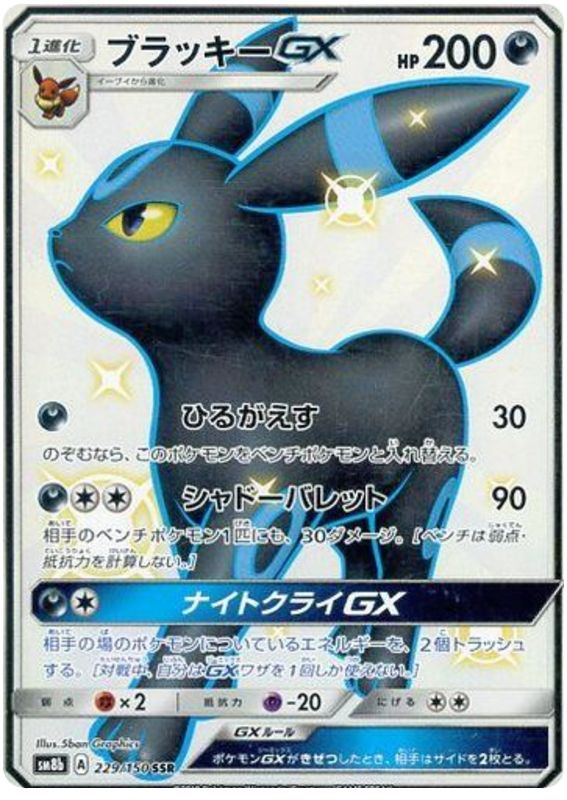 1進化 ブラッキーGX HP200
イーブイから進化
ひるがえす 30
のぞむなら、このポケモンをベンチポケモンと入れ替える。
シャドーバレット 90
相手のベンチポケモン1匹にも、30ダメージ。[ベンチは弱点・
抵抗力を計算しない。]
ナイトクライGX
相手の場のポケモンについているエネルギーを、2個トラッシュ
する。[対戦中、自分はGXワザを1回しか使えない。]
弱点 ×2 抵抗力 -20 にげる
GXルール
ポケモンGXがきぜつしたとき、相手はサイドを2枚とる。
Illus. 5ban Graphics
SM8b A 229/150 SSR